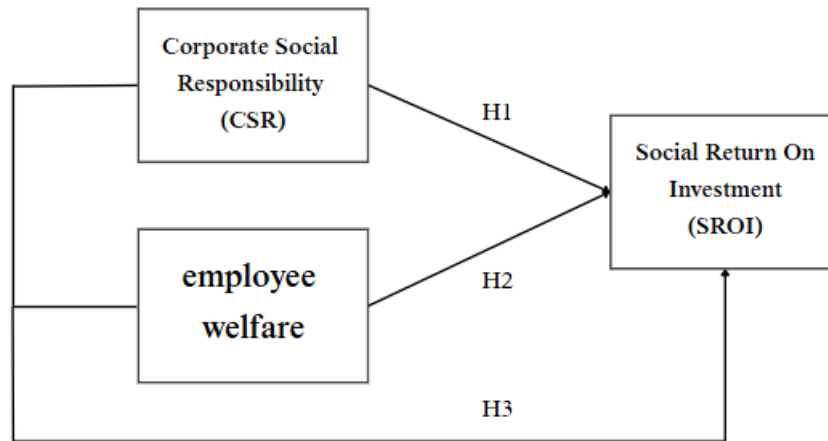 Corporate Social
Responsibility
(CSR)
H1
Social Return On
Investment
(SROI)
employee
welfare
H2
H3